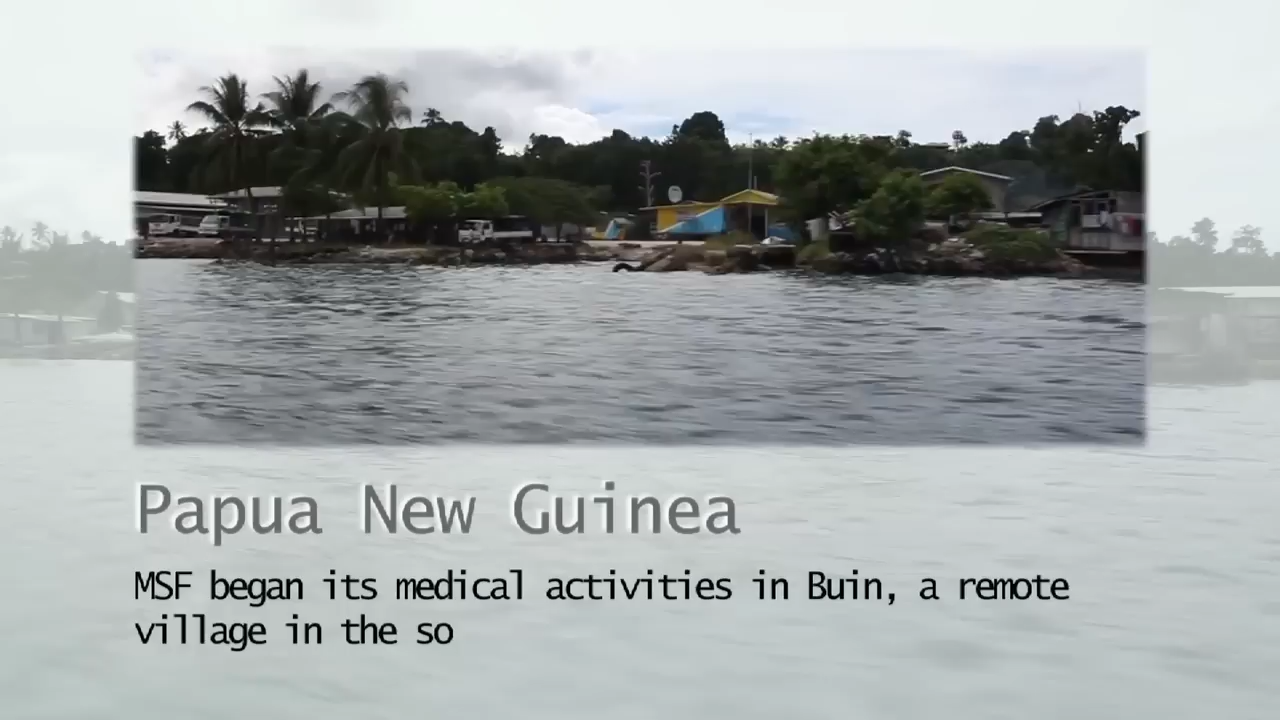 Papua New Guinea
MSF began its medical activities in Buin, a remote
village in the so